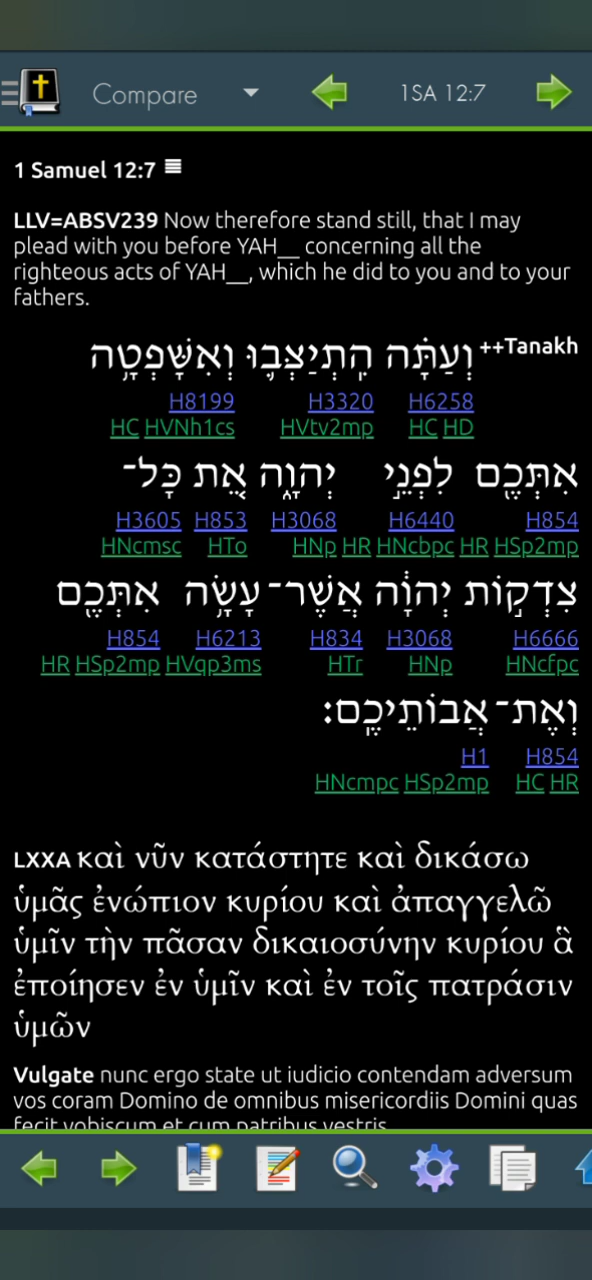 Compare 1SA 12:7
1 Samuel 12:7
LLV=ABSV239 Now therefore stand still, that I may
plead with you before YAH__ concerning all the
righteous acts of YAH__, which he did to you and to your
fathers.
++Tanakh וְעַתָּ֗ה הִֽתְיַצְּב֛וּ וְאִשָּׁפְטָ֥ה
H8199 H3320 H6258
HC HVNh1cs HVtv2mp HC HD
אִתְּכֶ֖ם לִפְנֵ֣י יְהוָ֑ה אֵ֚ת כָּל־
H3605 H853 H3068 H6440 H854
HNcmsc HTo HNp HR HNcbpc HR HSp2mp
צִדְק֣וֹת יְהוָ֔ה אֲשֶׁר־ עָשָׂ֥ה אִתְּכֶ֖ם
H854 H6213 H834 H3068 H6666
HR HSp2mp HVqp3ms HTr HNp HNcfpc
וְאֶת־ אֲבוֹתֵיכֶֽם׃
H1 H854
HNcmpc HSp2mp HC HR
LXXA καὶ νῦν κατάστητε καὶ δικάσω
ὑμᾶς ἐνώπιον κυρίου καὶ ἀπαγγελῶ
ὑμῖν τὴν πᾶσαν δικαιοσύνην κυρίου ἃ
ἐποίησεν ἐν ὑμῖν καὶ ἐν τοῖς πατράσιν
ὑμῶν
Vulgate nunc ergo state ut iudicio contendam adversum
vos coram Domino de omnibus misericordiis Domini quas
fecit vobiscum et cum patribus vestris